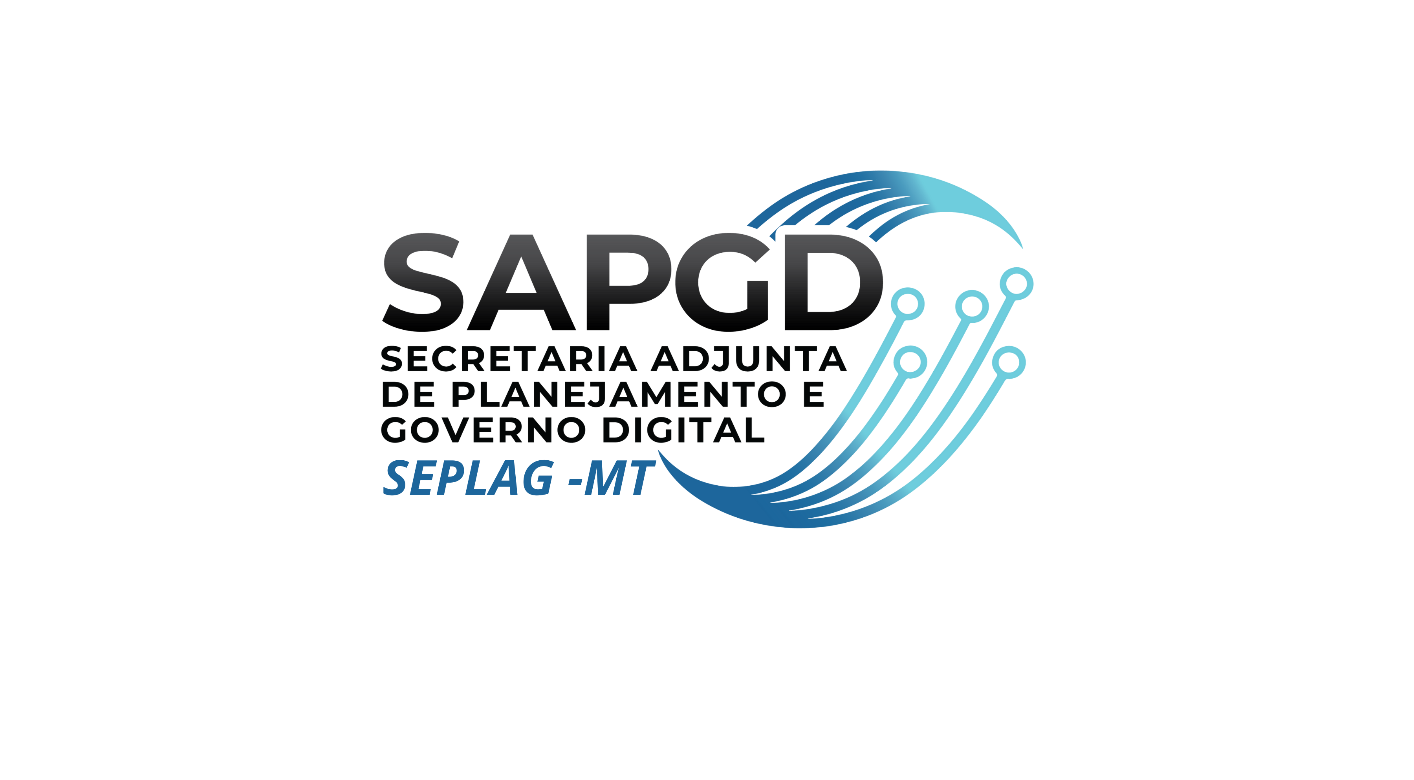 SAPGD
SECRETARIA ADJUNTA
DE PLANEJAMENTO E
GOVERNO DIGITAL
SEPLAG -MT